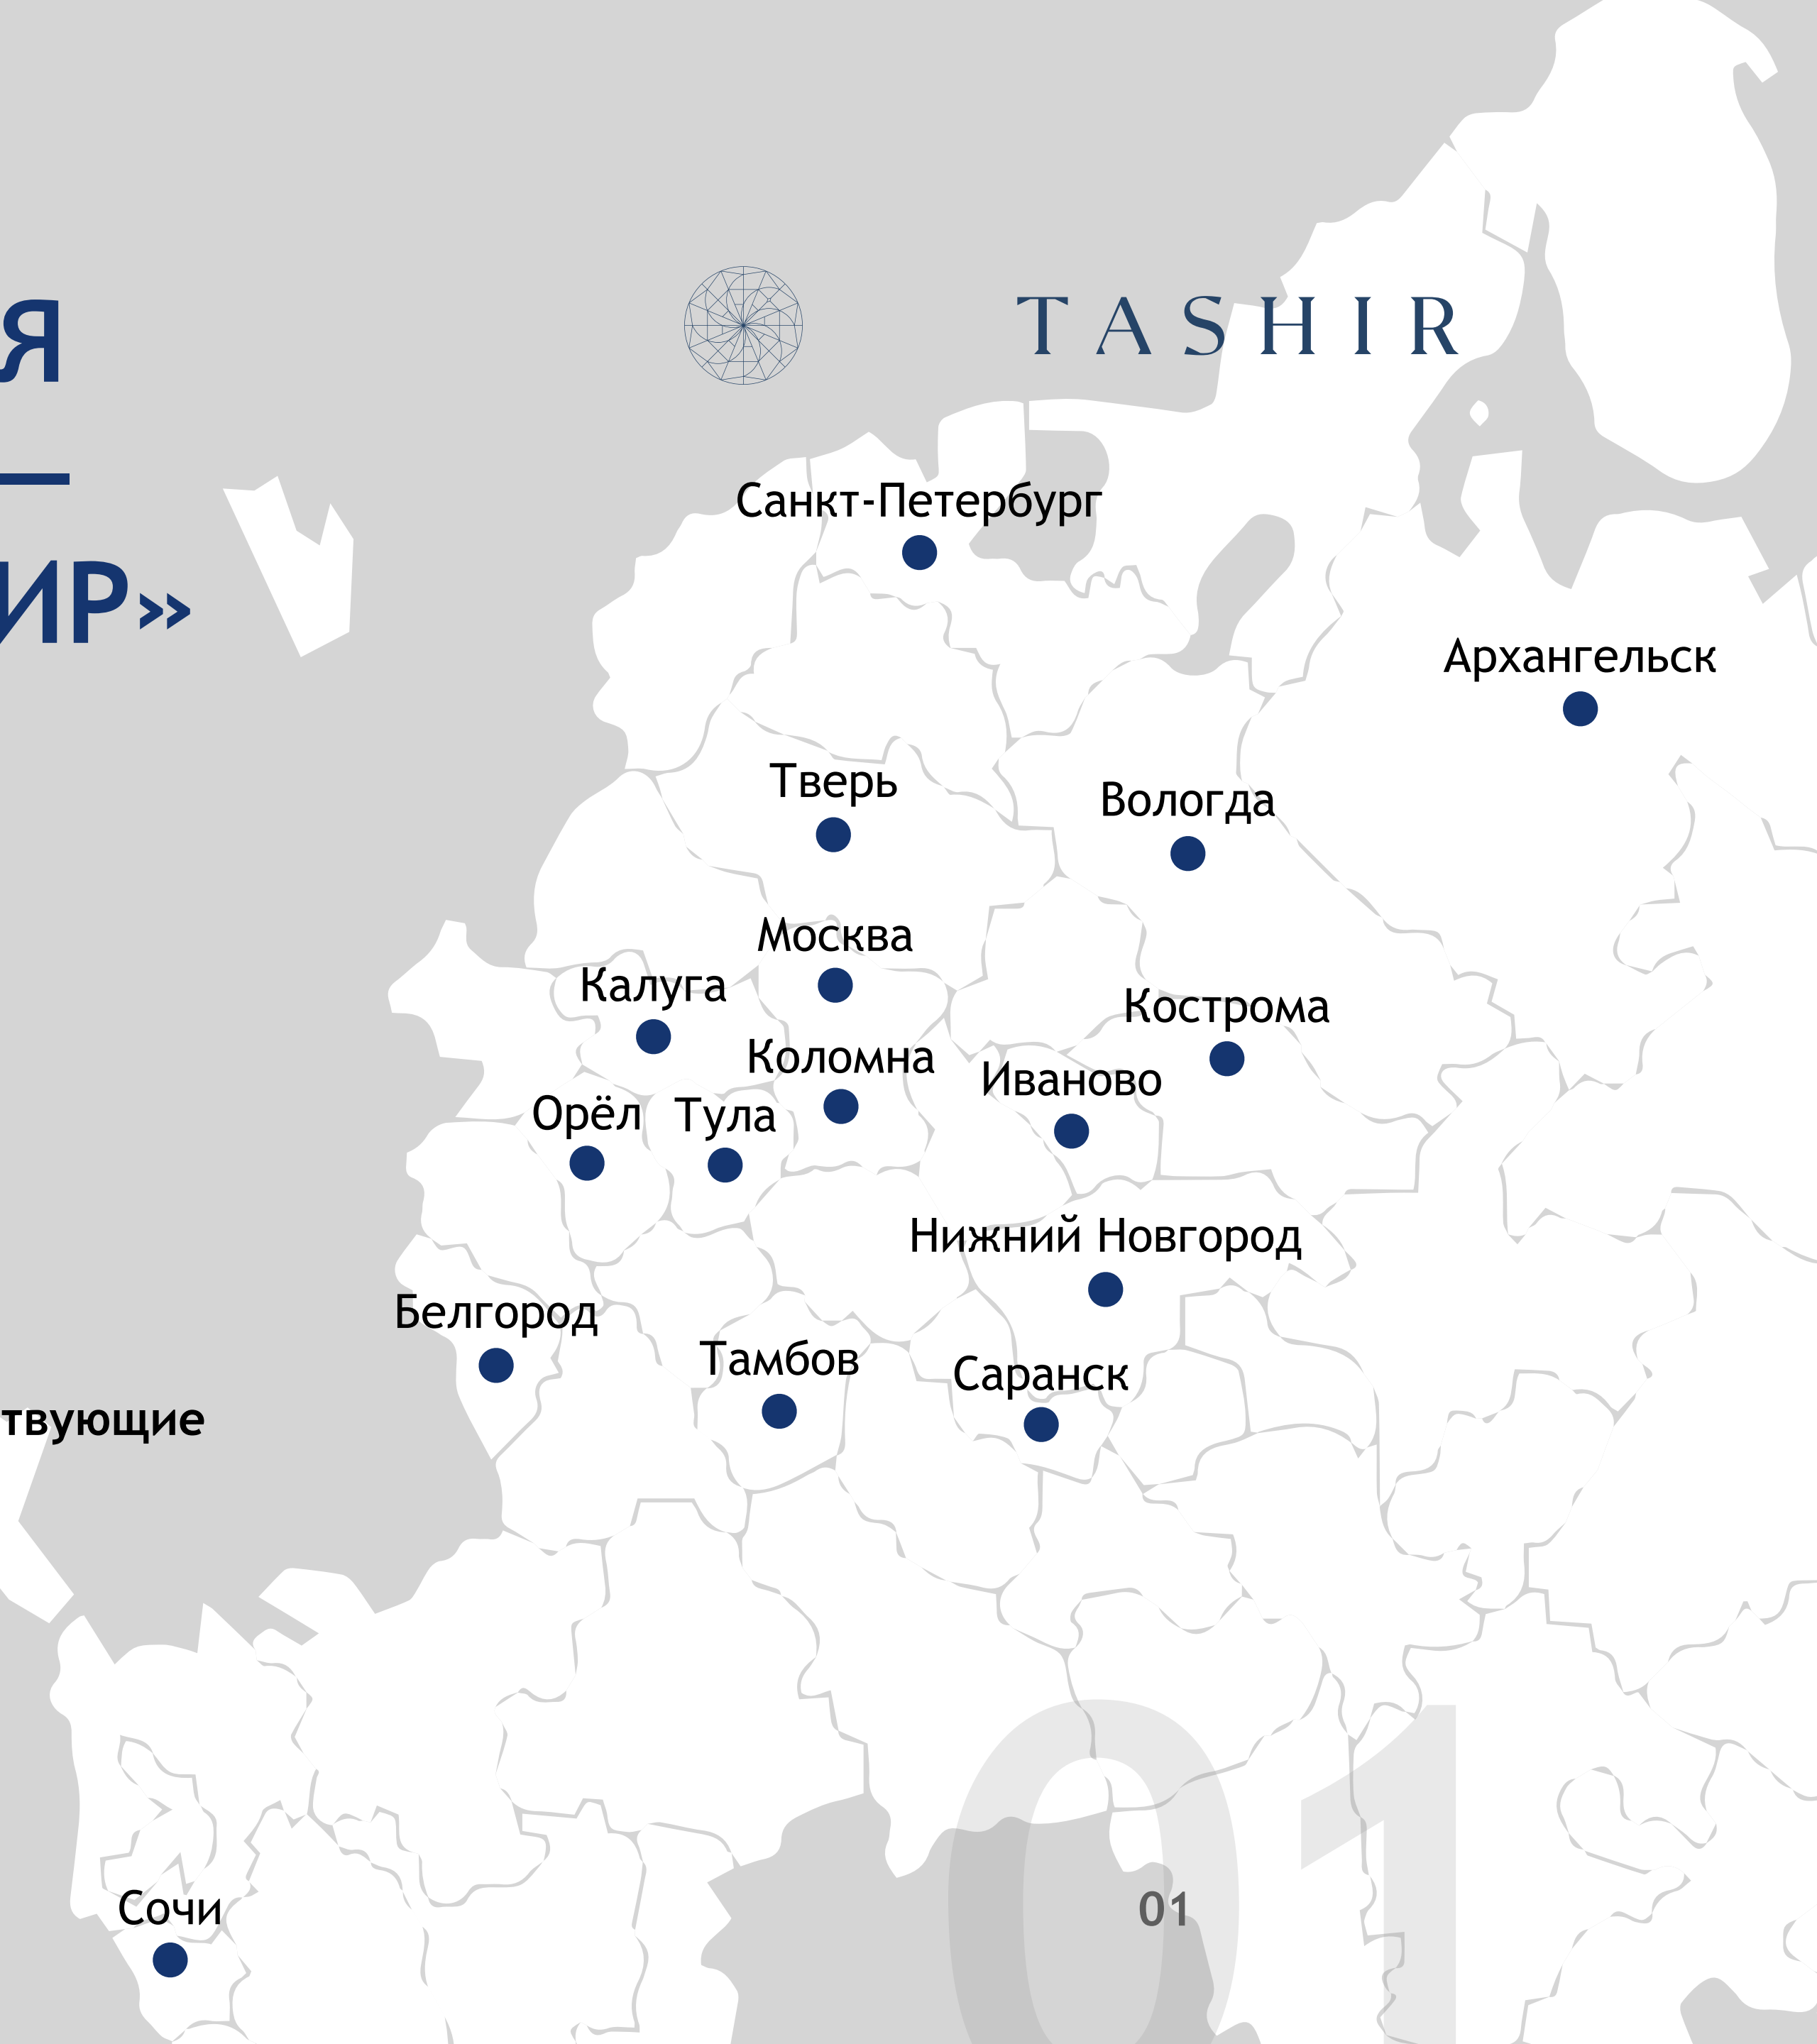 Я
TASHIR
—
ИР»
Санкт-Петербург
Архангельск
Тверь
Вологда
Москва
Калуга
Кострома
Коломна
Иваново
Орёл
Тула
Нижний Новгород
Белгород
Тамбов
Саранск
твующие
01
01
Сочи